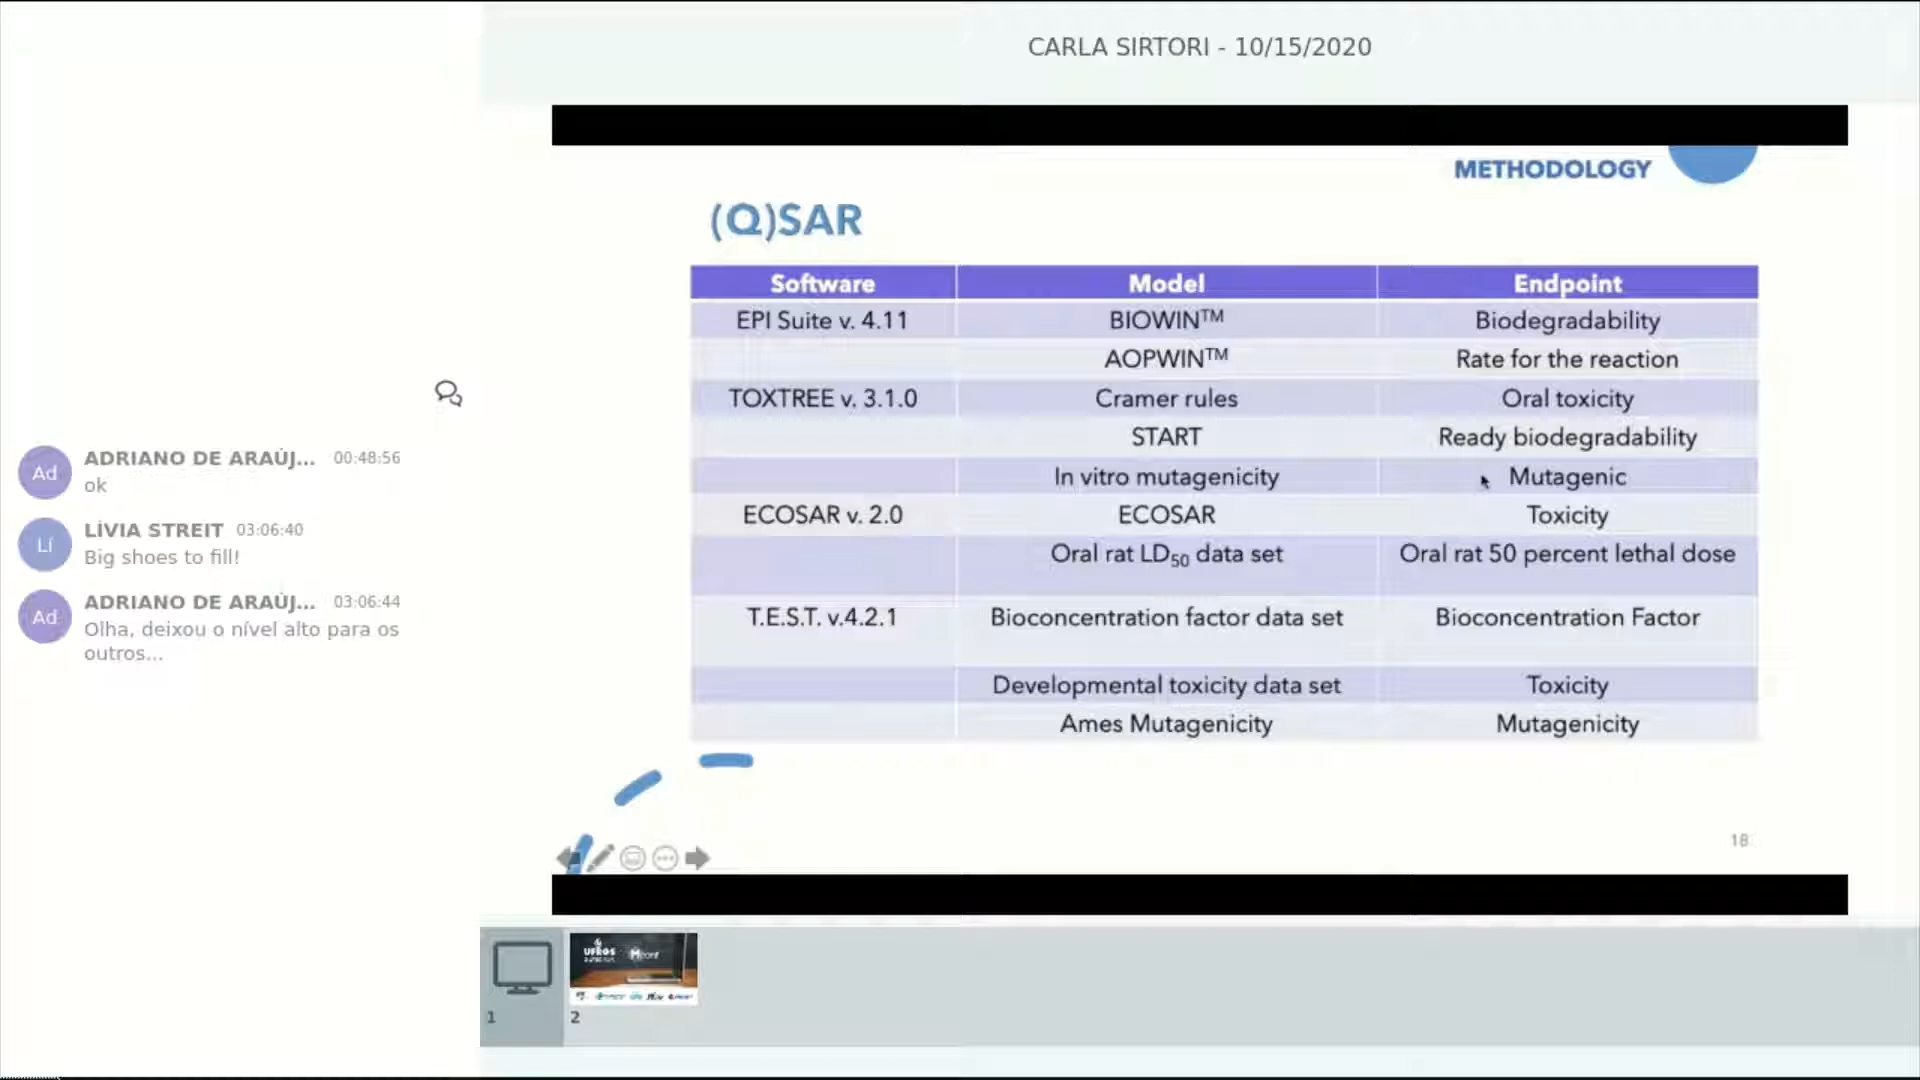 CARLA SIRTORI - 10/15/2020
ADRIANO DE ARAÚJ... 00:48:56
ok
LÍVIA STREIT 03:06:40
Big shoes to fill!
ADRIANO DE ARAÚJ... 03:06:44
Olha, deixou o nível alto para os
outros...
Ad
Lí
Ad
METHODOLOGY
(Q)SAR
Software Model Endpoint
EPI Suite v. 4.11 BIOWIN™ Biodegradability
AOPWIN™ Rate for the reaction
TOXTREE v. 3.1.0 Cramer rules Oral toxicity
START Ready biodegradability
In vitro mutagenicity Mutagenic
ECOSAR v. 2.0 ECOSAR Toxicity
Oral rat LD50 data set Oral rat 50 percent lethal dose
T.E.S.T. v.4.2.1 Bioconcentration factor data set Bioconcentration Factor
Developmental toxicity data set Toxicity
Ames Mutagenicity Mutagenicity
18
UFRGS
Mconf
1
2